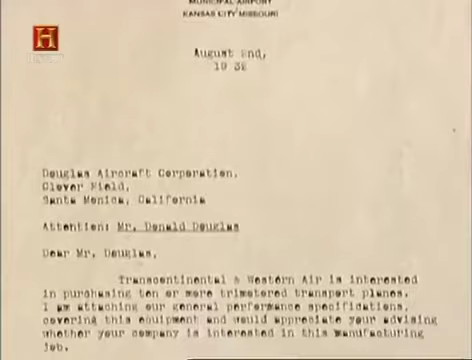 MUNICIPAL AIRPORT
KANSAS CITY MISSOURI
H
August 2nd,
19 32
Douglas Aircraft Corporation,
Clover Field,
Santa Monica, California
Attention: Mr. Donald Douglas
Dear Mr. Douglas,
Transcontinental & Western Air is interested
in purchasing ten or more trimotored transport planes.
I am attaching our general performance specifications,
covering this equipment and would appreciate your advising
whether your company is interested in this manufacturing
job.